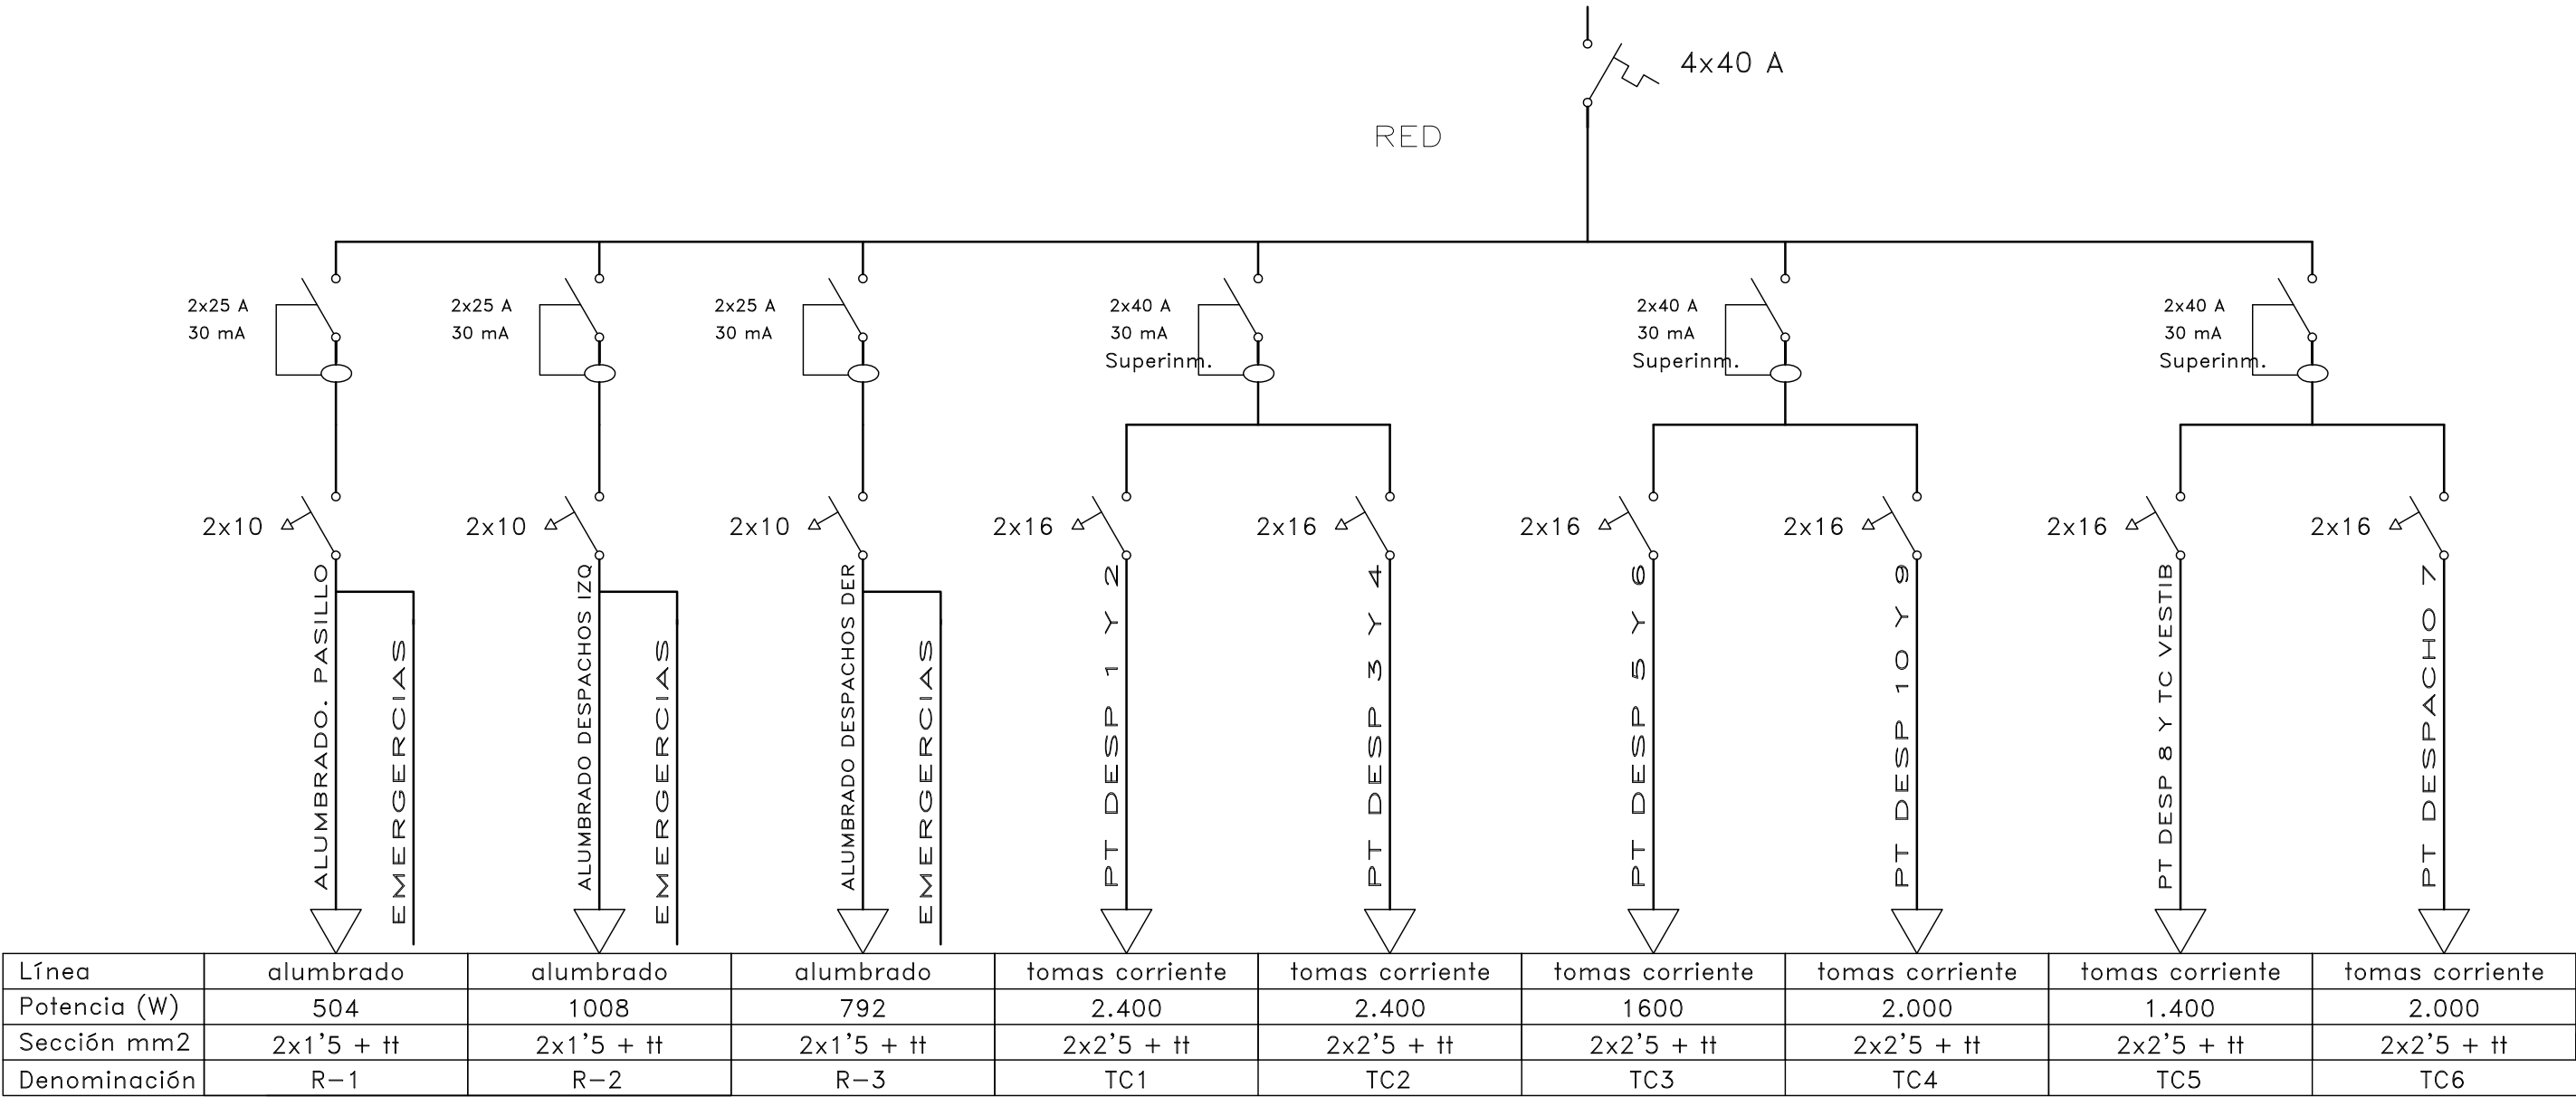 4x40 A
RED
2x25 A
30 mA
2x25 A
30 mA
2x25 A
30 mA
2x40 A
30 mA
Superinm.
2x40 A
30 mA
Superinm.
2x40 A
30 mA
Superinm.
2x10
2x10
2x10
2x16
2x16
2x16
2x16
2x16
2x16
ALUMBRADO. PASILLO
EMERGERCIAS
ALUMBRADO DESPACHOS IZQ
EMERGERCIAS
ALUMBRADO DESPACHOS DER
EMERGERCIAS
PT DESP 1 Y 2
PT DESP 3 Y 4
PT DESP 5 Y 6
PT DESP 10 Y 9
PT DESP 8 Y TC VESTIB
PT DESPACHO 7
Línea alumbrado alumbrado alumbrado tomas corriente tomas corriente tomas corriente tomas corriente tomas corriente tomas corriente
Potencia (W) 504 1008 792 2.400 2.400 1600 2.000 1.400 2.000
Sección mm2 2x1'5 + tt 2x1'5 + tt 2x1'5 + tt 2x2'5 + tt 2x2'5 + tt 2x2'5 + tt 2x2'5 + tt 2x2'5 + tt 2x2'5 + tt
Denominación R-1 R-2 R-3 TC1 TC2 TC3 TC4 TC5 TC6